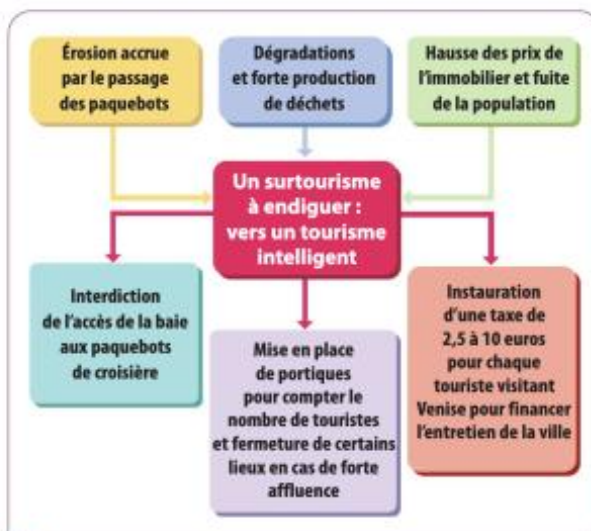 Érosion accrue
par le passage
des paquebots
Dégradations
et forte production
de déchets
Hausse des prix de
l'immobilier et fuite
de la population
Un surtourisme
à endiguer :
vers un tourisme
intelligent
Interdiction
de l'accès de la baie
aux paquebots
de croisière
Mise en place
de portiques
pour compter le
nombre de touristes
et fermeture de certains
lieux en cas de forte
affluence
Instauration
d'une taxe de
2,5 à 10 euros
pour chaque
touriste visitant
Venise pour financer
l'entretien de la ville